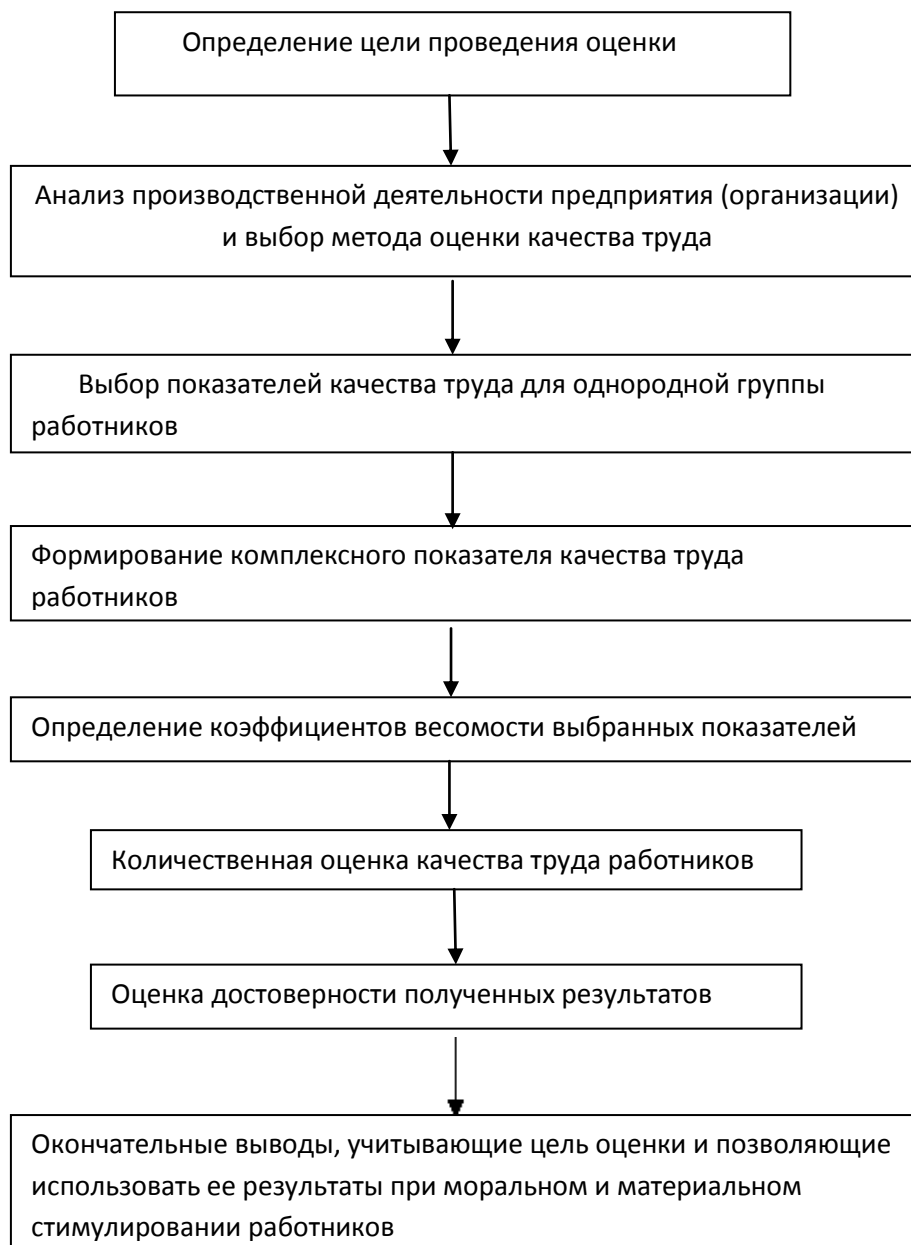 Определение цели проведения оценки
Анализ производственной деятельности предприятия (организации)
и выбор метода оценки качества труда
Выбор показателей качества труда для однородной группы
работников
Формирование комплексного показателя качества труда
работников
Определение коэффициентов весомости выбранных показателей
Количественная оценка качества труда работников
Оценка достоверности полученных результатов
Окончательные выводы, учитывающие цель оценки и позволяющие
использовать ее результаты при моральном и материальном
стимулировании работников